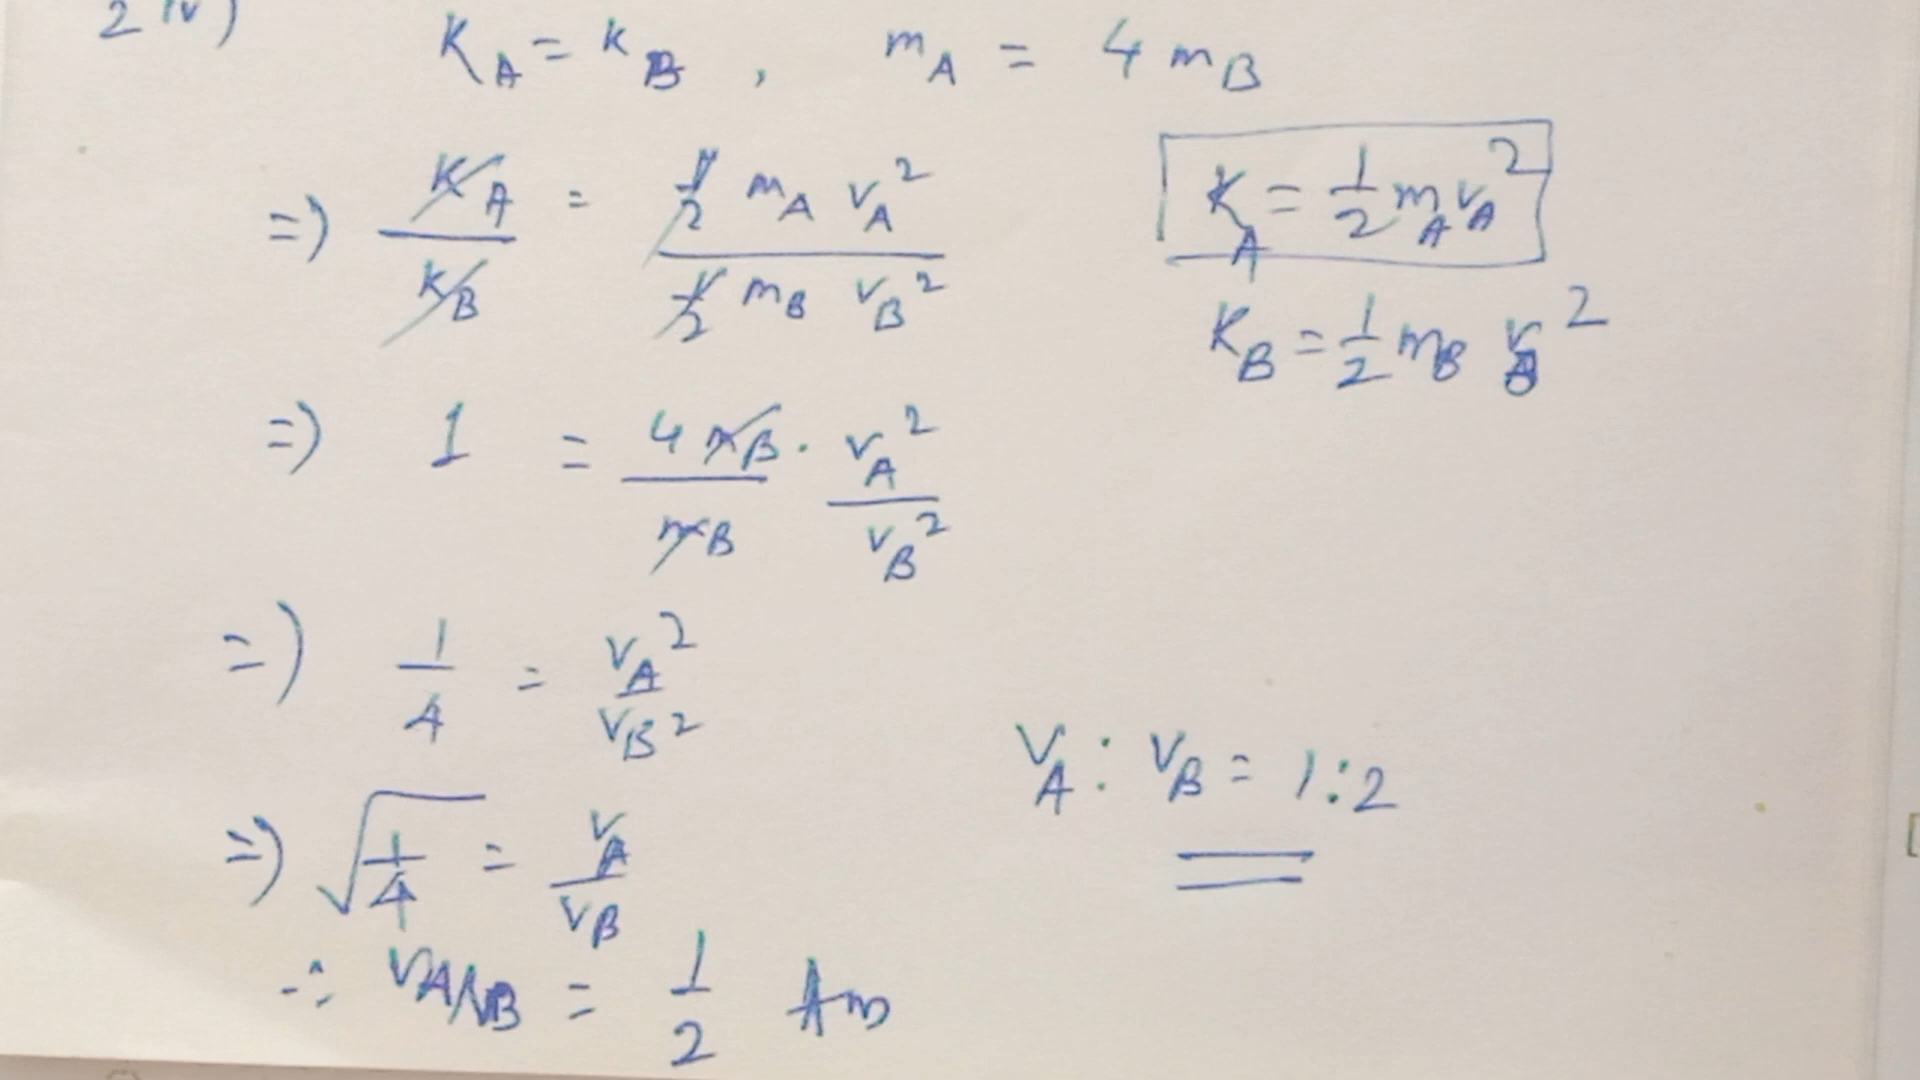 2 iv)
K_A = K_B , m_A = 4 m_B
=) K_A / K_B = 1/2 m_A v_A^2 / 1/2 m_B v_B^2
K_A = 1/2 m_A v_A^2
K_B = 1/2 m_B v_B^2
=) 1 = 4 m_B / m_B . v_A^2 / v_B^2
=) 1/4 = v_A^2 / v_B^2
=) √(1/4) = v_A / v_B
V_A : V_B = 1:2
∴ V_A/V_B = 1/2 Ans